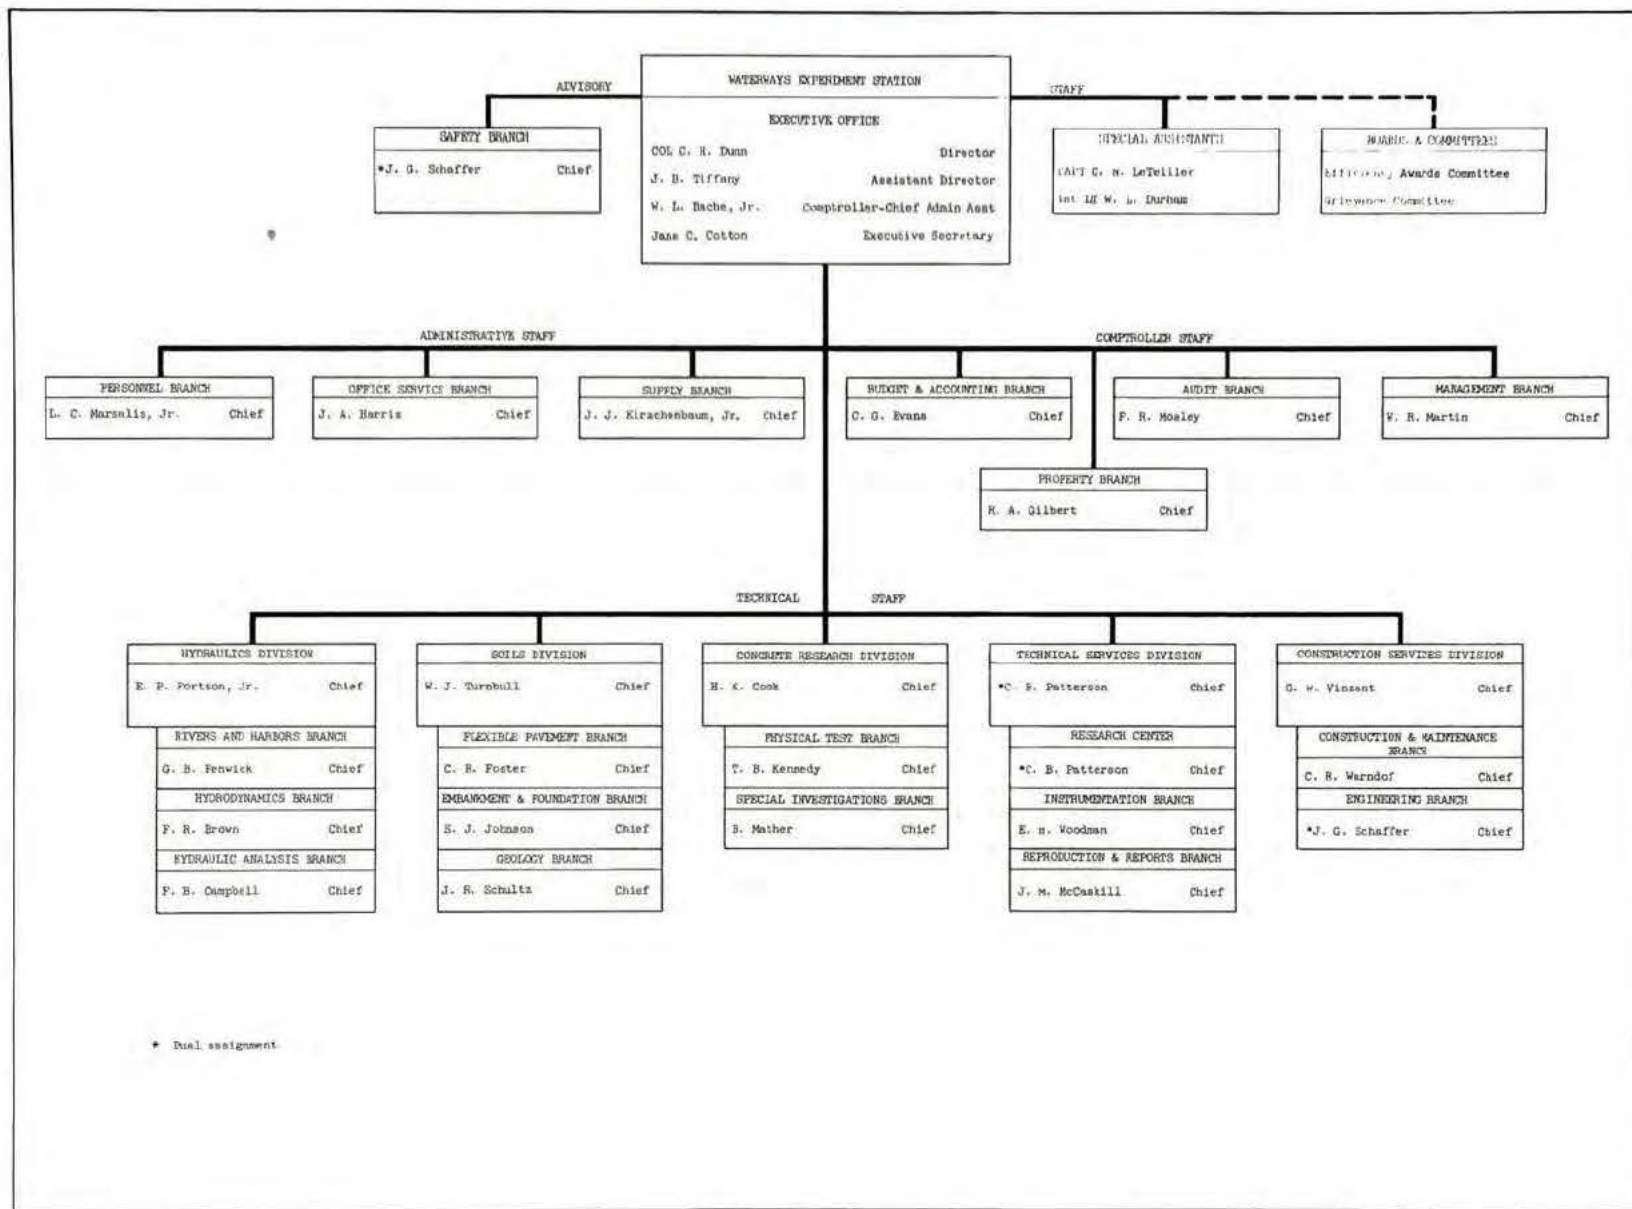 WATERWAYS EXPERIMENT STATION
ADVISORY
STAFF
EXECUTIVE OFFICE
COL C. H. Dunn Director
J. B. Tiffany Assistant Director
W. L. Bache, Jr. Comptroller-Chief Admin Asst
Jane C. Cotton Executive Secretary
SAFETY BRANCH
*J. G. Schaffer Chief
SPECIAL ASSISTANTS
CAPT C. H. LeTellier
1st Lt W. L. Durham
BOARDS & COMMITTEES
Efficiency Awards Committee
Grievance Committee
ADMINISTRATIVE STAFF
COMPTROLLER STAFF
PERSONNEL BRANCH
L. C. Marsalis, Jr. Chief
OFFICE SERVICE BRANCH
J. A. Harris Chief
SUPPLY BRANCH
J. J. Kirschenbaum, Jr. Chief
BUDGET & ACCOUNTING BRANCH
C. G. Evans Chief
AUDIT BRANCH
F. R. Mosley Chief
MANAGEMENT BRANCH
W. R. Martin Chief
PROPERTY BRANCH
R. A. Gilbert Chief
TECHNICAL STAFF
HYDRAULICS DIVISION
E. P. Fortson, Jr. Chief
RIVERS AND HARBORS BRANCH
G. B. Fenwick Chief
HYDRODYNAMICS BRANCH
F. R. Brown Chief
HYDRAULIC ANALYSIS BRANCH
F. B. Campbell Chief
SOILS DIVISION
W. J. Turnbull Chief
FLEXIBLE PAVEMENT BRANCH
C. R. Foster Chief
EMBANKMENT & FOUNDATION BRANCH
S. J. Johnson Chief
GEOLOGY BRANCH
J. R. Schultz Chief
CONCRETE RESEARCH DIVISION
H. K. Cook Chief
PHYSICAL TEST BRANCH
T. B. Kennedy Chief
SPECIAL INVESTIGATIONS BRANCH
B. Mather Chief
TECHNICAL SERVICES DIVISION
*C. B. Patterson Chief
RESEARCH CENTER
*C. B. Patterson Chief
INSTRUMENTATION BRANCH
E. H. Woodman Chief
REPRODUCTION & REPORTS BRANCH
J. M. McCaskill Chief
CONSTRUCTION SERVICES DIVISION
G. W. Vinzant Chief
CONSTRUCTION & MAINTENANCE
BRANCH
C. R. Warndof Chief
ENGINEERING BRANCH
*J. G. Schaffer Chief
* Dual assignment